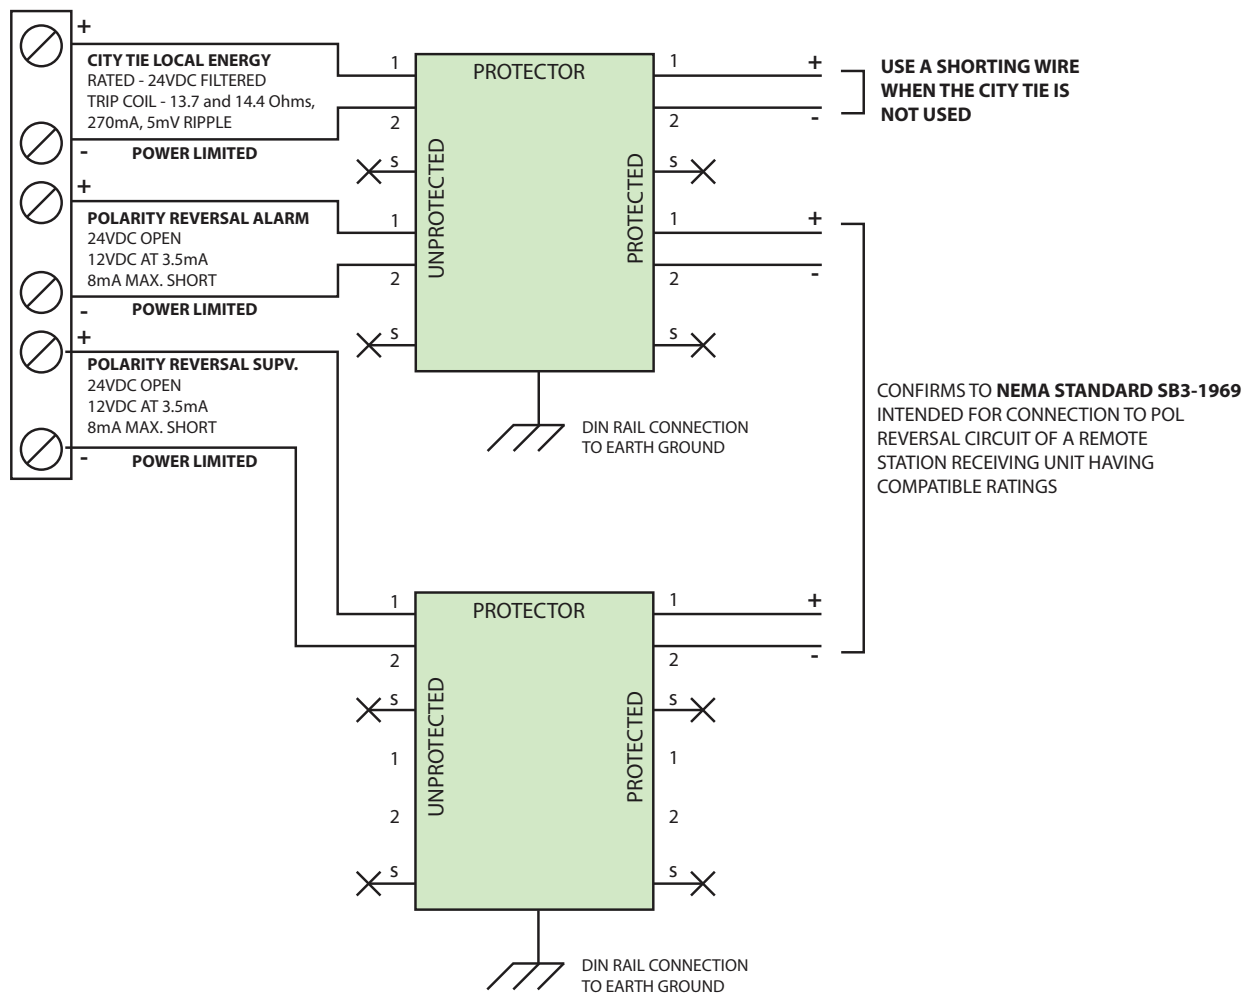 +
CITY TIE LOCAL ENERGY
RATED - 24VDC FILTERED
TRIP COIL - 13.7 and 14.4 Ohms,
270mA, 5mV RIPPLE
-
POWER LIMITED
+
POLARITY REVERSAL ALARM
24VDC OPEN
12VDC AT 3.5mA
8mA MAX. SHORT
-
POWER LIMITED
+
POLARITY REVERSAL SUPV.
24VDC OPEN
12VDC AT 3.5mA
8mA MAX. SHORT
-
POWER LIMITED
1
2
S
1
2
S
PROTECTOR
UNPROTECTED
PROTECTED
1
2
S
1
2
S
+
-
+
-
USE A SHORTING WIRE
WHEN THE CITY TIE IS
NOT USED
DIN RAIL CONNECTION
TO EARTH GROUND
CONFIRMS TO NEMA STANDARD SB3-1969
INTENDED FOR CONNECTION TO POL
REVERSAL CIRCUIT OF A REMOTE
STATION RECEIVING UNIT HAVING
COMPATIBLE RATINGS
1
2
S
1
2
S
PROTECTOR
UNPROTECTED
PROTECTED
1
2
S
1
2
S
+
-
DIN RAIL CONNECTION
TO EARTH GROUND